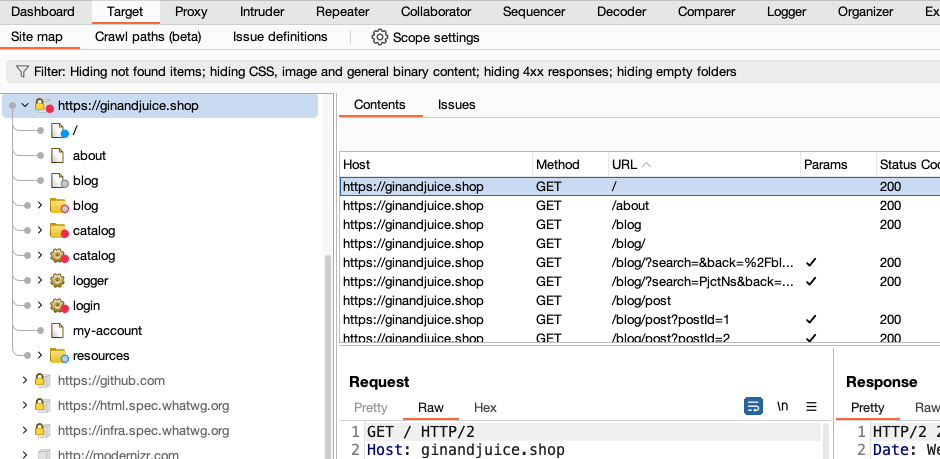 Dashboard Target Proxy Intruder Repeater Collaborator Sequencer Decoder Comparer Logger Organizer
Site map Crawl paths (beta) Issue definitions Scope settings
Filter: Hiding not found items; hiding CSS, image and general binary content; hiding 4xx responses; hiding empty folders
https://ginandjuice.shop
/
about
blog
blog
catalog
catalog
logger
login
my-account
resources
https://github.com
https://html.spec.whatwg.org
https://infra.spec.whatwg.org
http://modernizr.com
Contents Issues
Host Method URL Params Status
https://ginandjuice.shop GET / 200
https://ginandjuice.shop GET /about 200
https://ginandjuice.shop GET /blog 200
https://ginandjuice.shop GET /blog/
https://ginandjuice.shop GET /blog/?search=&back=%2Fbl... ✓ 200
https://ginandjuice.shop GET /blog/?search=PjctNs&back=... ✓ 200
https://ginandjuice.shop GET /blog/post
https://ginandjuice.shop GET /blog/post?postId=1 ✓ 200
https://ginandjuice.shop GET /blog/post?postId=2 ✓ 200
Request
Pretty Raw Hex \n
1 GET / HTTP/2
2 Host: ginandjuice.shop
Response
Pretty Raw
1 HTTP/2
2 Date: